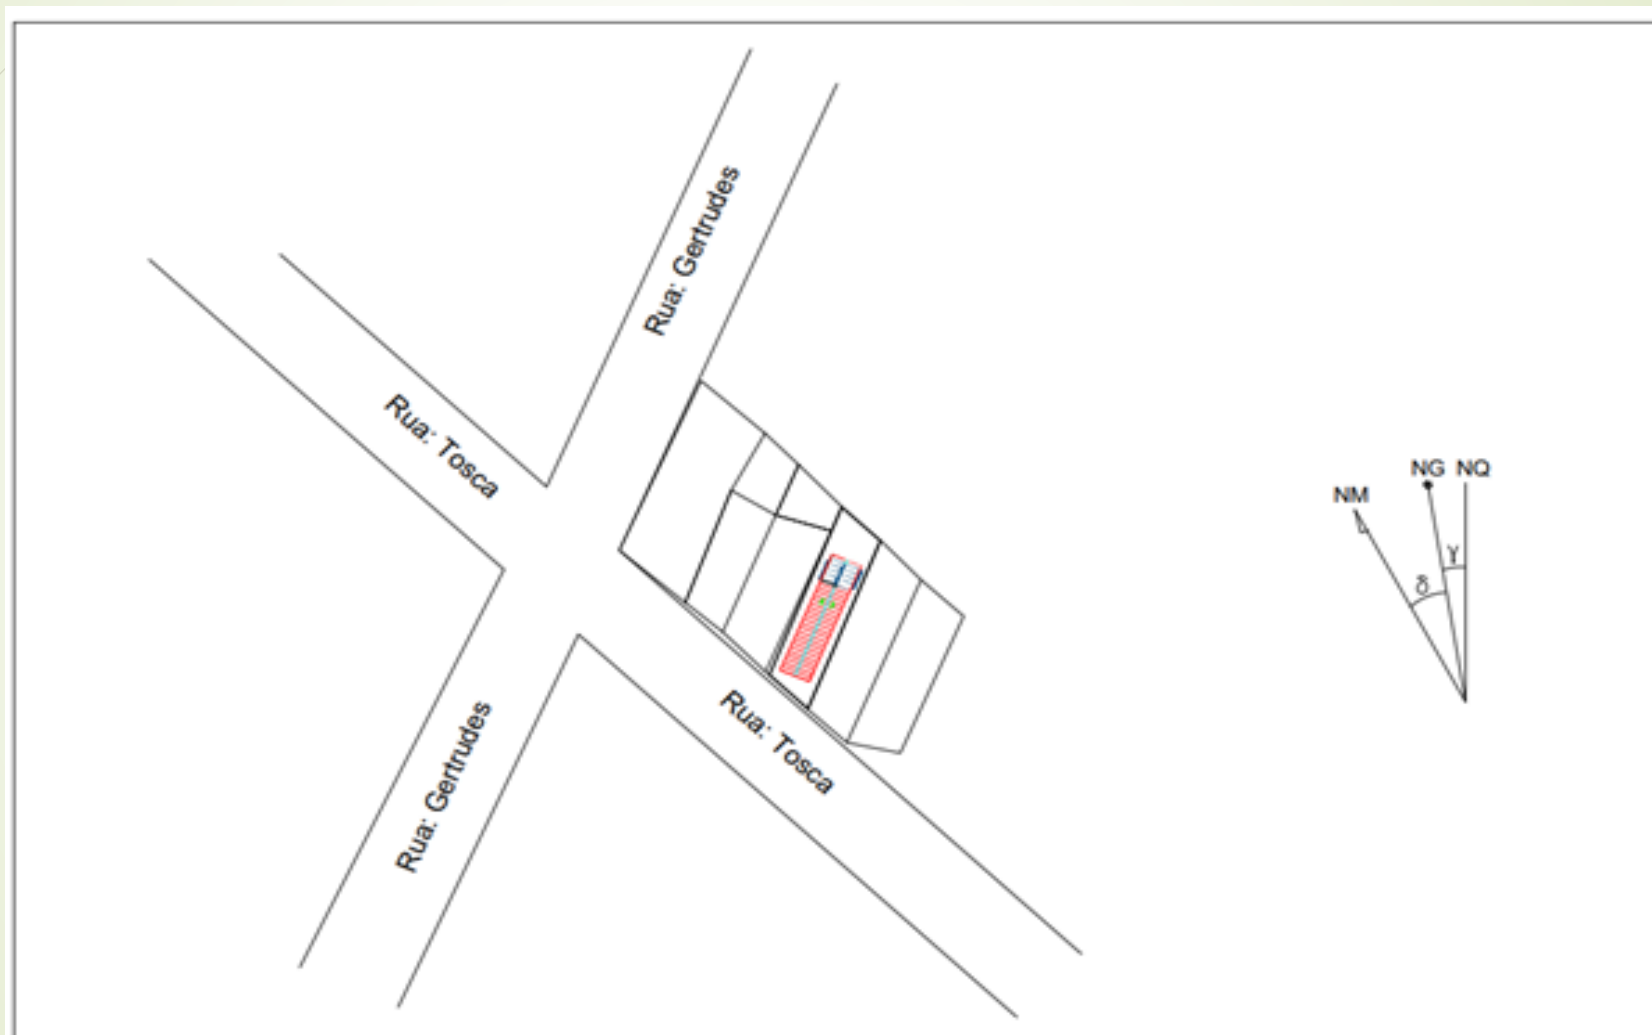 Rua: Gertrudes
Rua: Tosca
NG NQ
NM
γ
δ
Rua: Gertrudes
Rua: Tosca